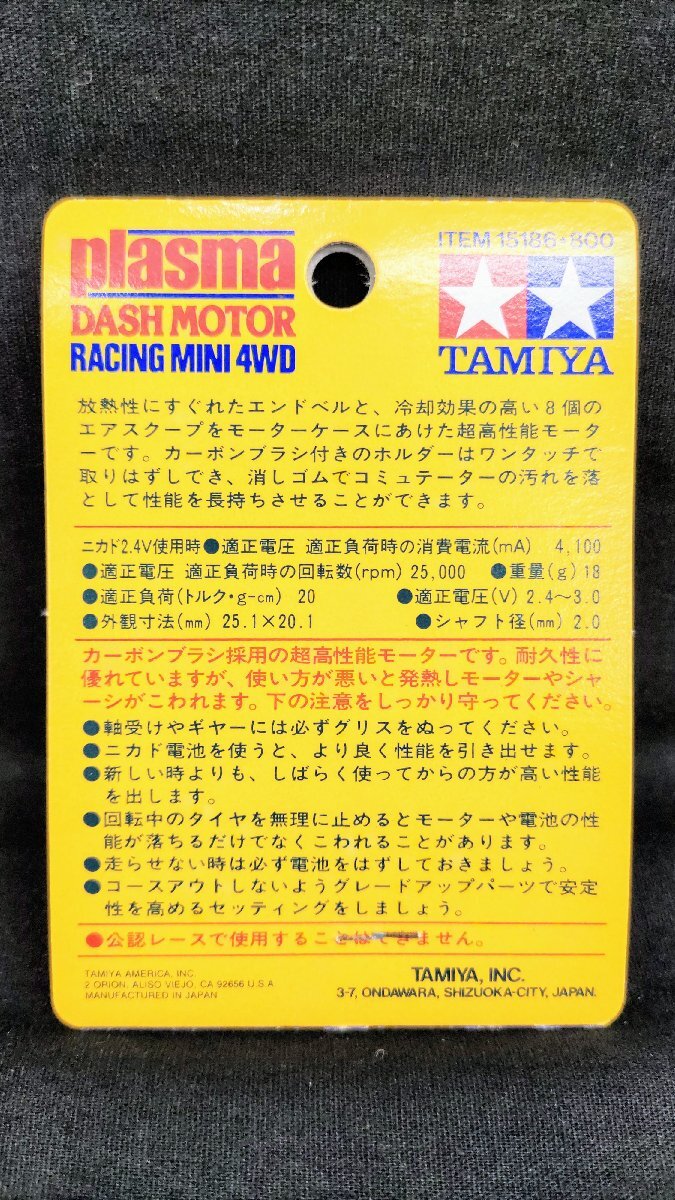 plasma
DASH MOTOR
RACING MINI 4WD
ITEM 15186★800
TAMIYA
放熱性にすぐれたエンドベルと、冷却効果の高い8個の
エアスクープをモーターケースにあけた超高性能モータ
ーです。カーボンブラシ付きのホルダーはワンタッチで
取りはずしでき、消しゴムでコミュテーターの汚れを落
として性能を長持ちさせることができます。
ニカド2.4V使用時●適正電圧 適正負荷時の消費電流(mA) 4,100
●適正電圧 適正負荷時の回転数(rpm) 25,000 ●重量(g) 18
●適正負荷(トルク・g-cm) 20 ●適正電圧(V) 2.4〜3.0
●外観寸法(mm) 25.1×20.1 ●シャフト径(mm) 2.0
カーボンブラシ採用の超高性能モーターです。耐久性に
優れていますが、使い方が悪いと発熱しモーターやシャ
ーシがこわれます。下の注意をしっかり守ってください。
●軸受けやギヤーには必ずグリスをぬってください。
●ニカド電池を使うと、より良く性能を引き出せます。
●新しい時よりも、しばらく使ってからの方が高い性能
を出します。
●回転中のタイヤを無理に止めるとモーターや電池の性
能が落ちるだけでなくこわれることがあります。
●走らせない時は必ず電池をはずしておきましょう。
●コースアウトしないようグレードアップパーツで安定
性を高めるセッティングをしましょう。
●公認レースで使用することはできません。
TAMIYA AMERICA, INC.
2 ORION, ALISO VIEJO, CA 92656 U.S.A.
MANUFACTURED IN JAPAN
TAMIYA, INC.
3-7, ONDAWARA, SHIZUOKA-CITY, JAPAN.